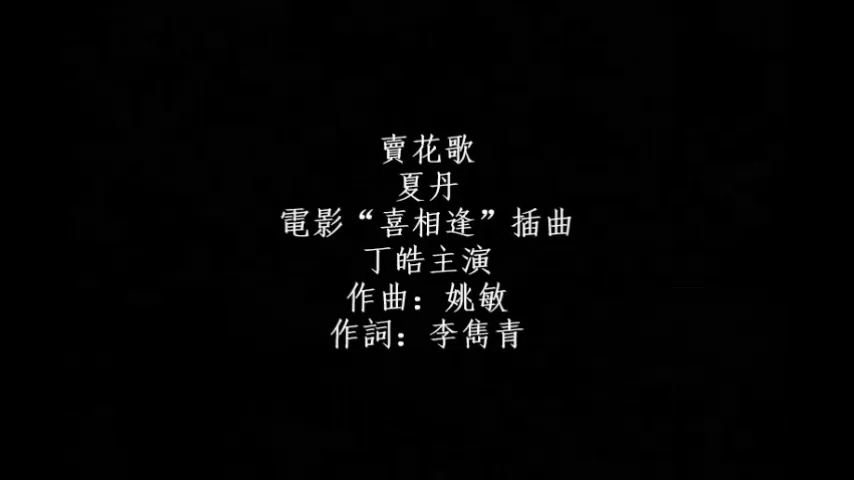 賣花歌
夏丹
電影“喜相逢”插曲
丁皓主演
作曲：姚敏
作詞：李雋青